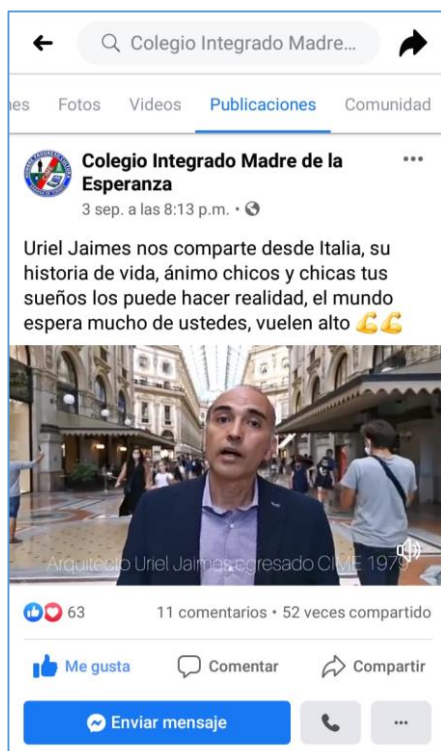 Colegio Integrado Madre...
nes Fotos Videos Publicaciones Comunidad
Colegio Integrado Madre de la
Esperanza
3 sep. a las 8:13 p.m.
Uriel Jaimes nos comparte desde Italia, su
historia de vida, ánimo chicos y chicas tus
sueños los puede hacer realidad, el mundo
espera mucho de ustedes, vuelen alto 💪💪
Arquitecto Uriel Jaimes egresado CIME 1979
63 11 comentarios • 52 veces compartido
Me gusta Comentar Compartir
Enviar mensaje